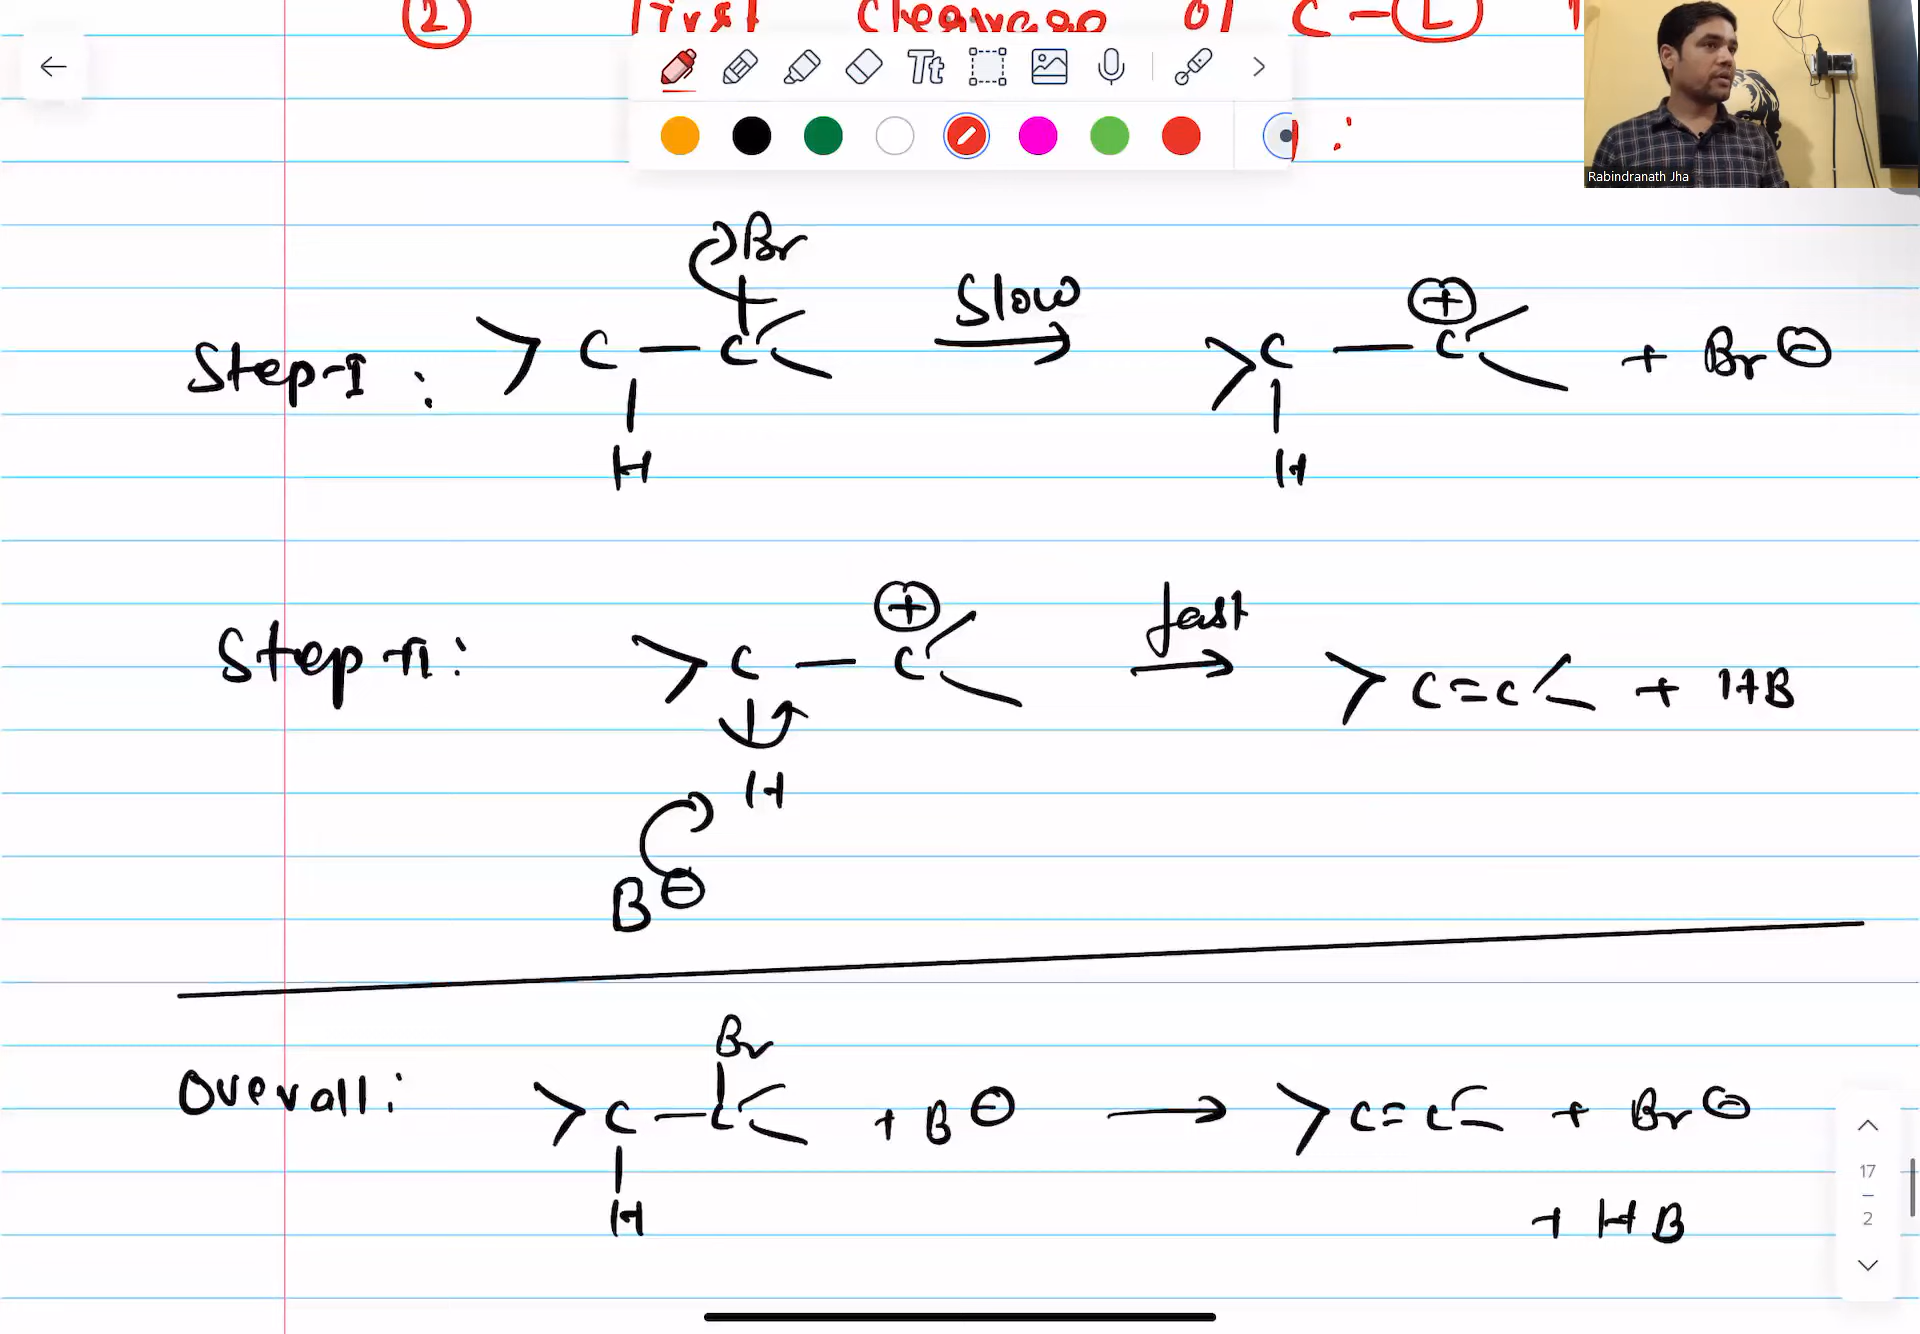 ② First Cleavage of C-L
Tt
:
Rabindranath Jha
Br
Slow
Step-I : C - C → C - C ⊕ + Br ⊖
H H
⊕ fast
Step II : C - C → C=C + HB
H
B ⊖
Br
Overall : C - C + B ⊖ → C=C + Br ⊖
H + HB
17
2